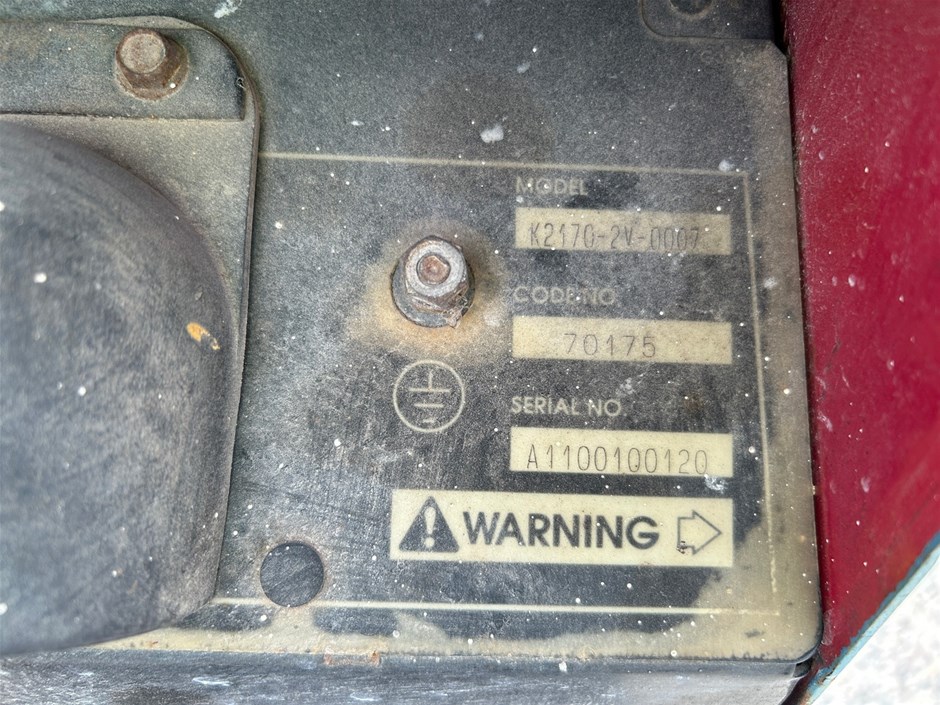 MODEL
K2170-2V-0007
CODE NO
70175
SERIAL NO.
A1100100120
WARNING